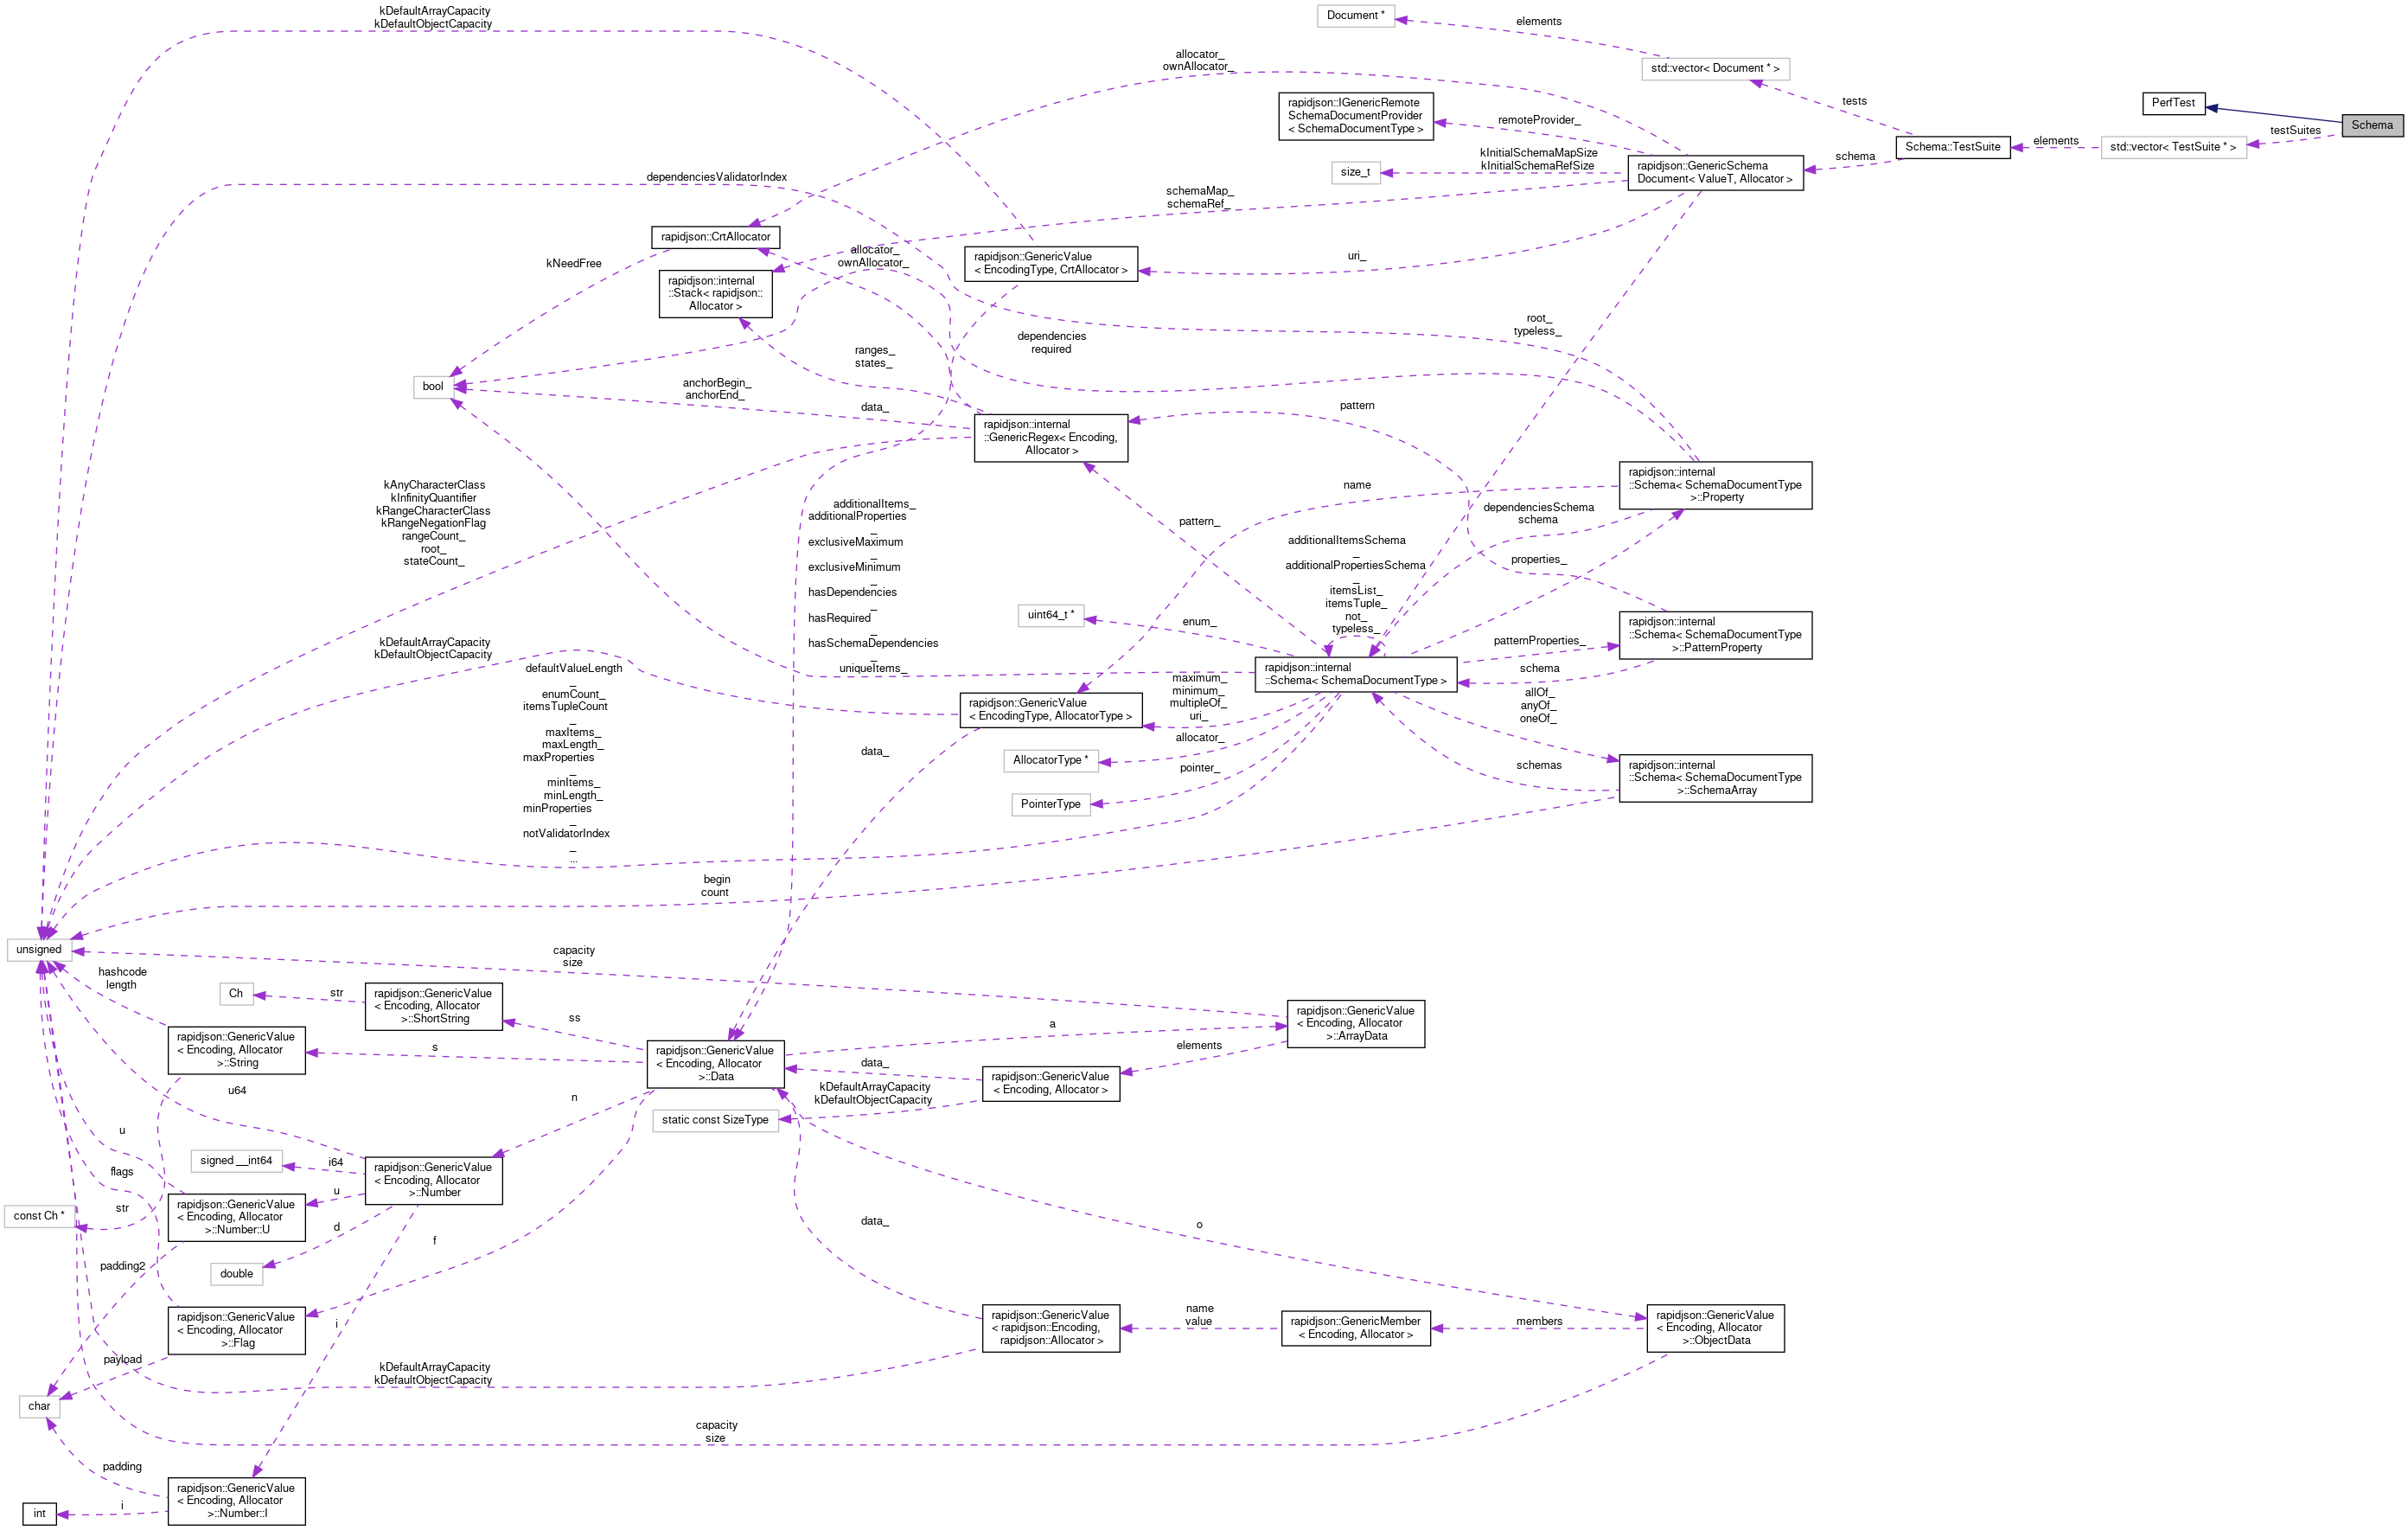 kDefaultArrayCapacity
kDefaultObjectCapacity
Document *
elements
std::vector< Document * >
allocator_
ownAllocator_
tests
rapidjson::IGenericRemote
SchemaDocumentProvider
< SchemaDocumentType >
remoteProvider_
PerfTest
Schema
testSuites
std::vector< TestSuite * >
elements
Schema::TestSuite
schema
kInitialSchemaMapSize
kInitialSchemaRefSize
size_t
rapidjson::GenericSchema
Document< ValueT, Allocator >
dependenciesValidatorIndex
schemaMap_
schemaRef_
rapidjson::CrtAllocator
allocator_
ownAllocator_
rapidjson::GenericValue
< EncodingType, CrtAllocator >
uri_
kNeedFree
rapidjson::internal
::Stack< rapidjson::
Allocator >
root_
typeless_
dependencies
required
ranges_
states_
bool
anchorBegin_
anchorEnd_
data_
pattern
rapidjson::internal
::GenericRegex< Encoding,
Allocator >
rapidjson::internal
::Schema< SchemaDocumentType
>::Property
name
kAnyCharacterClass
kInfinityQuantifier
kRangeCharacterClass
kRangeNegationFlag
rangeCount_
root_
stateCount_
additionalItems_
additionalProperties
_
exclusiveMaximum
_
exclusiveMinimum
_
hasDependencies
_
hasRequired
_
hasSchemaDependencies
_
uniqueItems_
pattern_
dependenciesSchema
schema
additionalItemsSchema
_
additionalPropertiesSchema
_
itemsList_
itemsTuple_
not_
typeless_
properties_
uint64_t *
enum_
rapidjson::internal
::Schema< SchemaDocumentType
>::PatternProperty
patternProperties_
schema
rapidjson::internal
::Schema< SchemaDocumentType >
kDefaultArrayCapacity
kDefaultObjectCapacity
defaultValueLength
_
enumCount_
itemsTupleCount
_
maxItems_
maxLength_
maxProperties
_
minItems_
minLength_
minProperties
_
notValidatorIndex
_
...
maximum_
minimum_
multipleOf_
uri_
rapidjson::GenericValue
< EncodingType, AllocatorType >
allOf_
anyOf_
oneOf_
allocator_
AllocatorType *
data_
pointer_
PointerType
schemas
rapidjson::internal
::Schema< SchemaDocumentType
>::SchemaArray
begin
count
unsigned
capacity
size
hashcode
length
Ch
str
rapidjson::GenericValue
< Encoding, Allocator
>::ShortString
ss
rapidjson::GenericValue
< Encoding, Allocator
>::ArrayData
a
rapidjson::GenericValue
< Encoding, Allocator
>::String
s
rapidjson::GenericValue
< Encoding, Allocator
>::Data
elements
data_
rapidjson::GenericValue
< Encoding, Allocator >
kDefaultArrayCapacity
kDefaultObjectCapacity
static const SizeType
u64
n
u
signed __int64
i64
rapidjson::GenericValue
< Encoding, Allocator
>::Number
flags
u
rapidjson::GenericValue
< Encoding, Allocator
>::Number::U
const Ch *
str
d
f
data_
o
padding2
double
rapidjson::GenericValue
< Encoding, Allocator
>::Flag
i
rapidjson::GenericValue
< rapidjson::Encoding,
rapidjson::Allocator >
name
value
rapidjson::GenericMember
< Encoding, Allocator >
members
rapidjson::GenericValue
< Encoding, Allocator
>::ObjectData
payload
kDefaultArrayCapacity
kDefaultObjectCapacity
char
capacity
size
padding
rapidjson::GenericValue
< Encoding, Allocator
>::Number::I
i
int